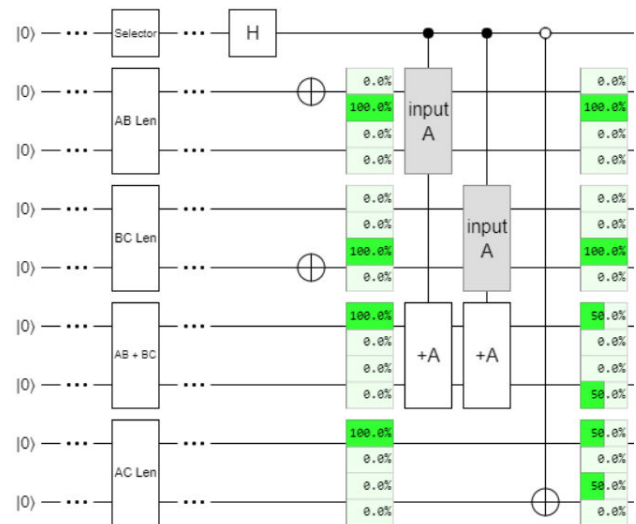 |0⟩ ··· Selector ··· H
|0⟩ ··· AB Len ··· 0.0% input A 0.0%
100.0% 100.0%
0.0% 0.0%
|0⟩ ··· ··· 0.0% 0.0%
|0⟩ ··· BC Len ··· 0.0% 0.0%
0.0% input A 0.0%
100.0% 100.0%
|0⟩ ··· ··· 0.0% 0.0%
|0⟩ ··· AB + BC ··· 100.0% +A +A 50.0%
0.0% 0.0%
0.0% 0.0%
|0⟩ ··· ··· 0.0% 50.0%
|0⟩ ··· AC Len ··· 100.0% 50.0%
0.0% 0.0%
0.0% 50.0%
|0⟩ ··· ··· 0.0% 0.0%